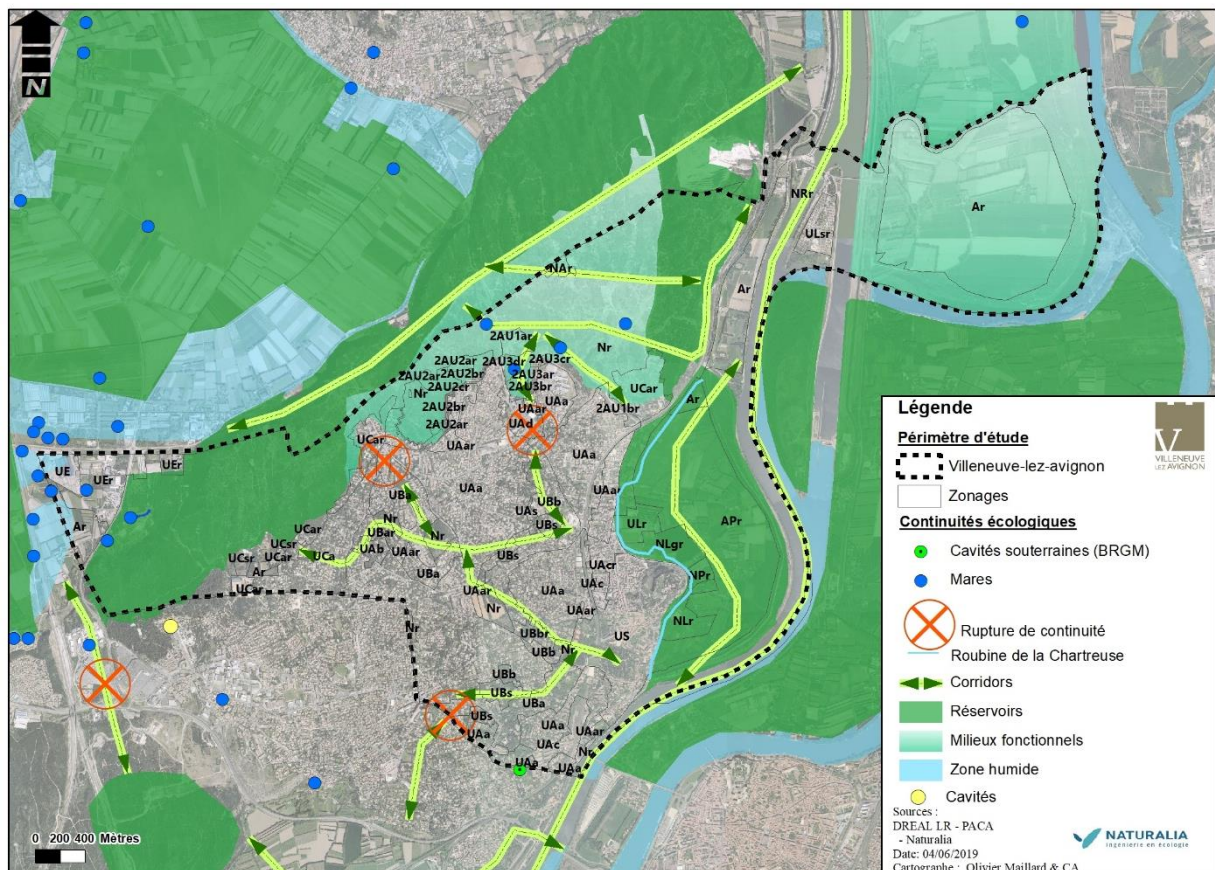 N
NRr
Ar
ULsr
NAr
Ar
2AU1ar
Nr
2AU2ar
2AU3dr
2AU3cr
2AU2ar
2AU2br
2AU3ar
2AU2cr
2AU3br
Nr
UCar
Ar
2AU2br
UAa
2AU1br
UAar
2AU2ar
UAd
UCar
UAar
UAa
UE
UEr
UEr
UAa
UAa
UBa
UBb
APr
Ar
Nr
UAs
ULr
UCar
UBar
Nr
UBs
UCsr
UAb
UBs
NLgr
UCar
UCa
UAar
UCsr
Ar
UBa
UAcr
NPr
UCar
UAar
UAa
UAc
Nr
UAar
NLr
Nr
UBbr
US
UBb
Nr
UBb
UBs
UBa
UBs
UAa
UAa
UAar
UAc
Nr
UAa
UAa
0 200 400 Mètres
Légende
Périmètre d'étude
Villeneuve-lez-avignon
Zonages
Continuités écologiques
Cavités souterraines (BRGM)
Mares
Rupture de continuité
Roubine de la Chartreuse
Corridors
Réservoirs
Milieux fonctionnels
Zone humide
Cavités
V
VILLENEUVE
LEZ AVIGNON
Sources :
DREAL LR - PACA
- Naturalia
Date: 04/06/2019
Cartographe : Olivier Maillard & CA
NATURALIA
ingénierie en écologie